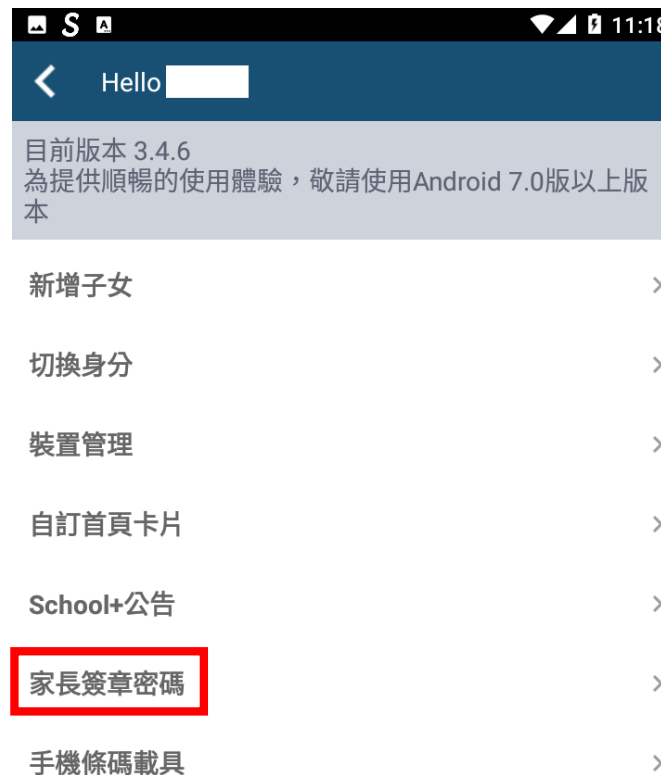 11:18
Hello
目前版本 3.4.6
為提供順暢的使用體驗,敬請使用Android 7.0版以上版
本
新增子女
切換身分
裝置管理
自訂首頁卡片
School+公告
家長簽章密碼
手機條碼載具